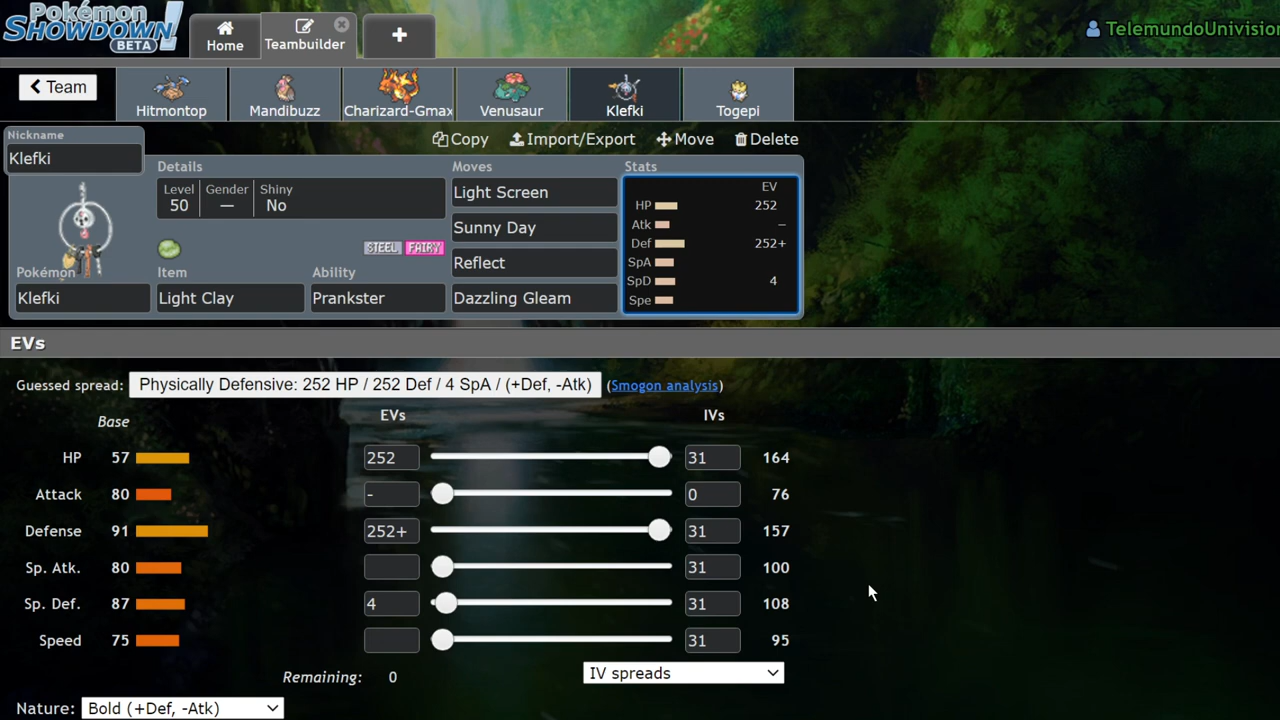 Pokémon
SHOWDOWN!
BETA
Home
Teambuilder
TelemundoUnivision
Team
Hitmontop
Mandibuzz
Charizard-Gmax
Venusaur
Klefki
Togepi
Copy
Import/Export
Move
Delete
Nickname
Klefki
Details
Level
50
Gender
—
Shiny
No
STEEL
FAIRY
Pokémon
Klefki
Item
Light Clay
Ability
Prankster
Moves
Light Screen
Sunny Day
Reflect
Dazzling Gleam
Stats
EV
HP 252
Atk –
Def 252+
SpA
SpD 4
Spe
EVs
Guessed spread: Physically Defensive: 252 HP / 252 Def / 4 SpA / (+Def, -Atk) (Smogon analysis)
Base EVs IVs
HP 57 252 31 164
Attack 80 - 0 76
Defense 91 252+ 31 157
Sp. Atk. 80 31 100
Sp. Def. 87 4 31 108
Speed 75 31 95
Remaining: 0
IV spreads
Nature: Bold (+Def, -Atk)